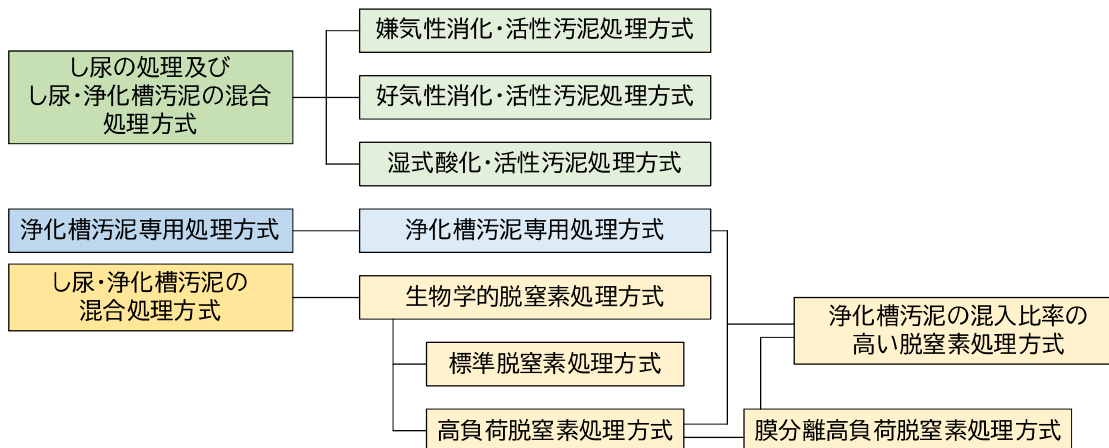 し尿の処理及び
し尿・浄化槽汚泥の混合
処理方式
嫌気性消化・活性汚泥処理方式
好気性消化・活性汚泥処理方式
湿式酸化・活性汚泥処理方式
浄化槽汚泥専用処理方式
浄化槽汚泥専用処理方式
し尿・浄化槽汚泥の
混合処理方式
生物学的脱窒素処理方式
標準脱窒素処理方式
高負荷脱窒素処理方式
浄化槽汚泥の混入比率の
高い脱窒素処理方式
膜分離高負荷脱窒素処理方式